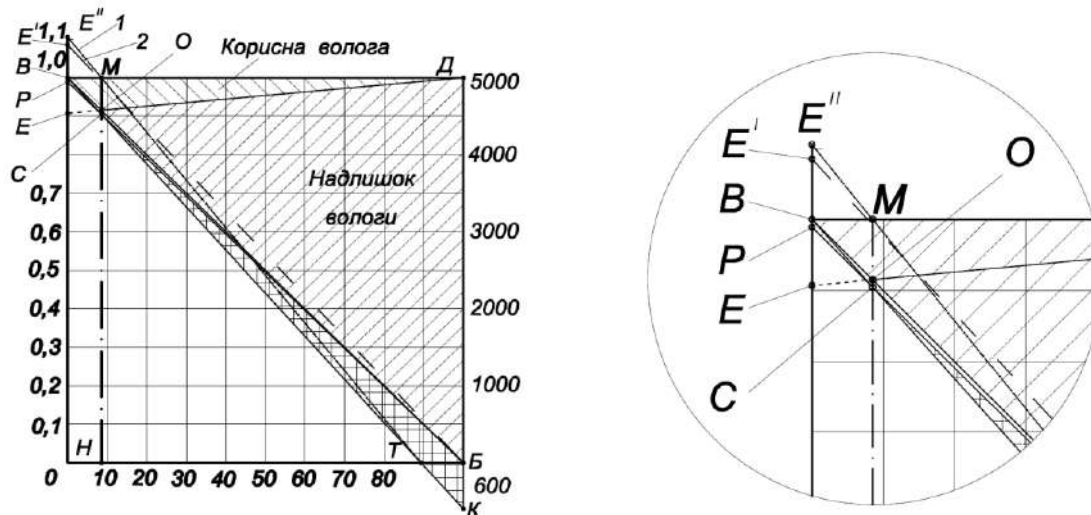 E' 1,1 E'' 1
2 O Корисна волога
B 1,0 M Д 5000
P
E
C
4000
0,7 Надлишок
вологи
0,6 3000
0,5
0,4 2000
0,3
0,2 1000
0,1
H T Б
0 10 20 30 40 50 60 70 80 600
К
E''
E' O
B M
P
E
C